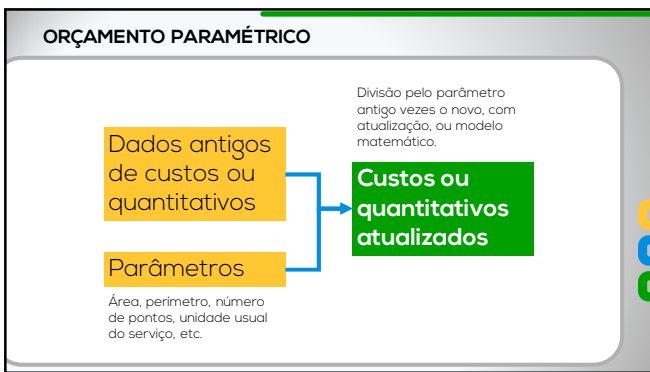 ORÇAMENTO PARAMÉTRICO
Divisão pelo parâmetro
antigo vezes o novo, com
atualização, ou modelo
matemático.
Dados antigos
de custos ou
quantitativos
Custos ou
quantitativos
atualizados
Parâmetros
Área, perímetro, número
de pontos, unidade usual
do serviço, etc.